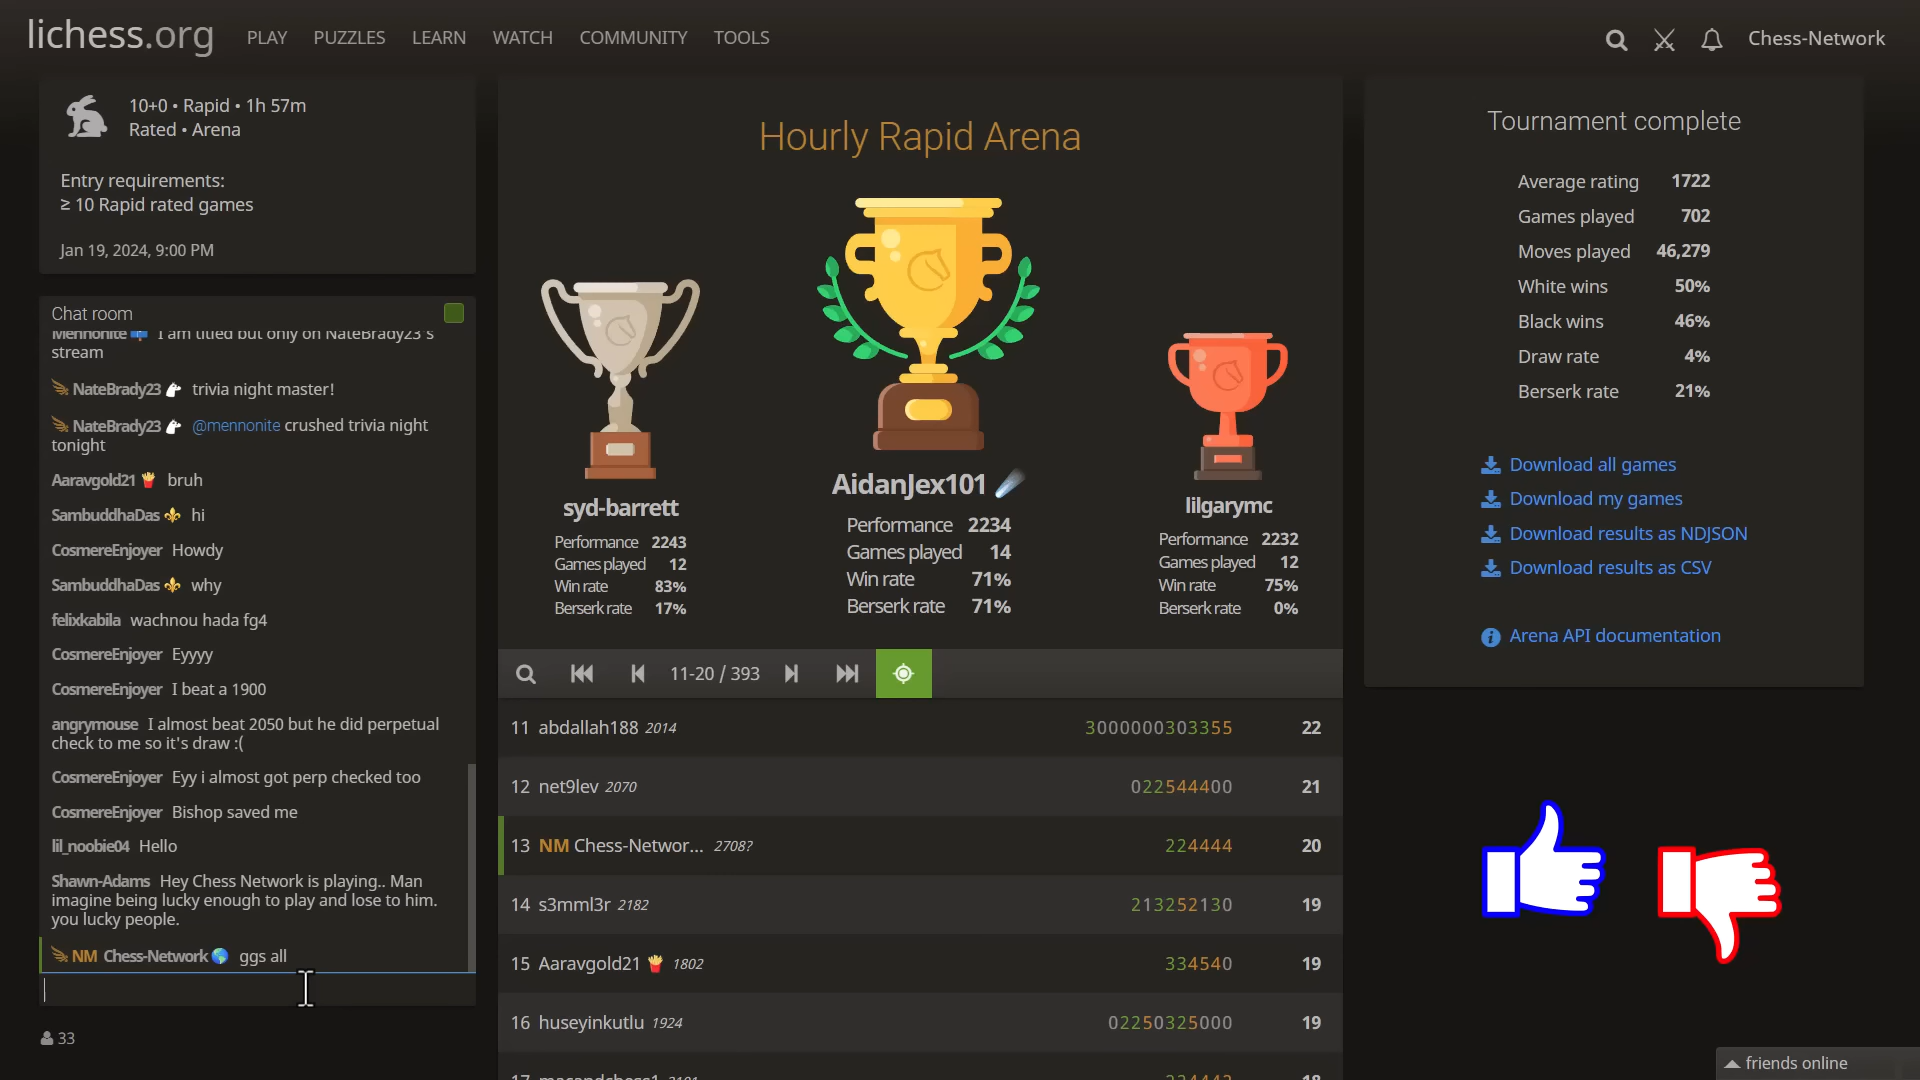 lichess.org PLAY PUZZLES LEARN WATCH COMMUNITY TOOLS Chess-Network
10+0 • Rapid • 1h 57m
Rated • Arena
Entry requirements:
≥ 10 Rapid rated games
Jan 19, 2024, 9:00 PM
Chat room
Mennonite I am titled but only on NateBrady23's
stream
NateBrady23 trivia night master!
NateBrady23 @mennonite crushed trivia night
tonight
Aaravgold21 bruh
SambuddhaDas hi
CosmereEnjoyer Howdy
SambuddhaDas why
felixkabila wachnou hada fg4
CosmereEnjoyer Eyyyy
CosmereEnjoyer I beat a 1900
angrymouse I almost beat 2050 but he did perpetual
check to me so it's draw :(
CosmereEnjoyer Eyy i almost got perp checked too
CosmereEnjoyer Bishop saved me
lil_noobie04 Hello
Shawn-Adams Hey Chess Network is playing.. Man
imagine being lucky enough to play and lose to him.
you lucky people.
NM Chess-Network ggs all
33
Hourly Rapid Arena
syd-barrett
Performance 2243
Games played 12
Win rate 83%
Berserk rate 17%
AidanJex101
Performance 2234
Games played 14
Win rate 71%
Berserk rate 71%
lilgarymc
Performance 2232
Games played 12
Win rate 75%
Berserk rate 0%
11-20 / 393
11 abdallah188 2014 3000000303355 22
12 net9lev 2070 022544400 21
13 NM Chess-Networ... 2708? 224444 20
14 s3mml3r 2182 213252130 19
15 Aaravgold21 1802 334540 19
16 huseyinkutlu 1924 02250325000 19
Tournament complete
Average rating 1722
Games played 702
Moves played 46,279
White wins 50%
Black wins 46%
Draw rate 4%
Berserk rate 21%
Download all games
Download my games
Download results as NDJSON
Download results as CSV
Arena API documentation
friends online